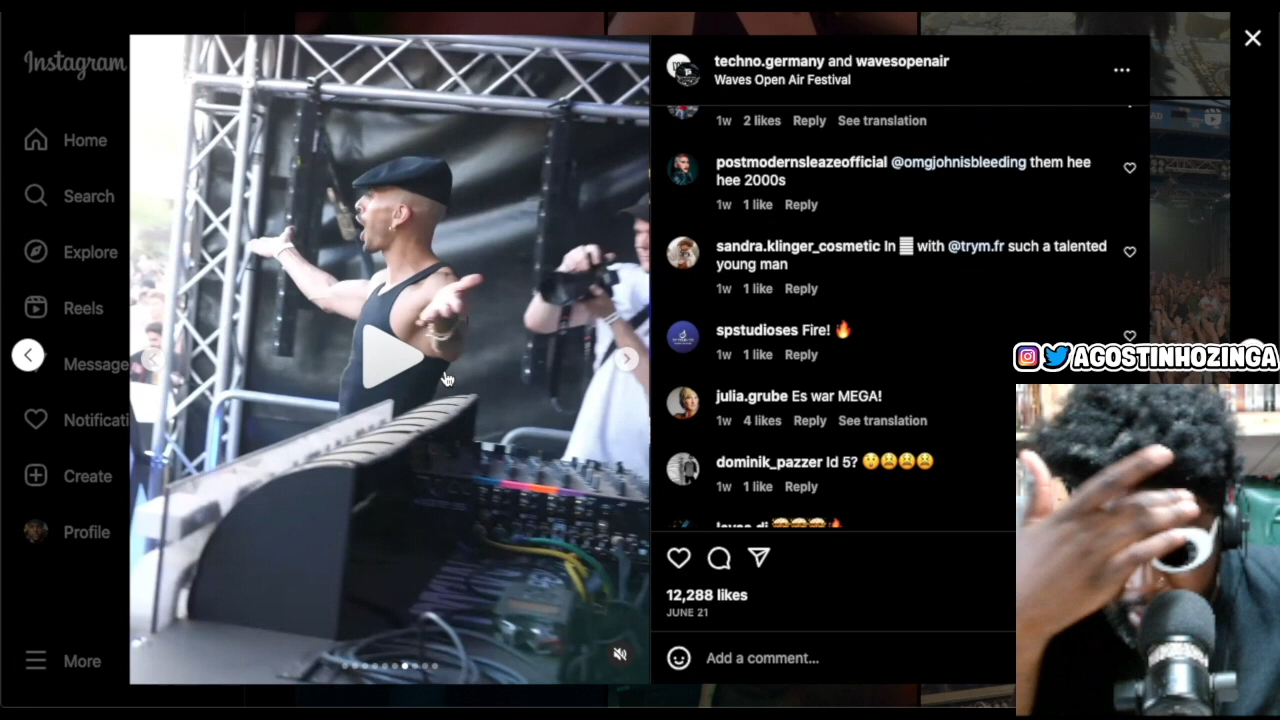 Instagram
Home
Search
Explore
Reels
Message
Notificati
Create
Profile
More
techno.germany and wavesopenair
Waves Open Air Festival
1w 2 likes Reply See translation
postmodernsleazeofficial @omgjohnisbleeding them hee
hee 2000s
1w 1 like Reply
sandra.klinger_cosmetic In with @trym.fr such a talented
young man
1w 1 like Reply
spstudioses Fire! 🔥
1w 1 like Reply
julia.grube Es war MEGA!
1w 4 likes Reply See translation
dominik_pazzer Id 5? 😲😫😫😫
1w 1 like Reply
12,288 likes
JUNE 21
Add a comment...
AGOSTINHOZINGA